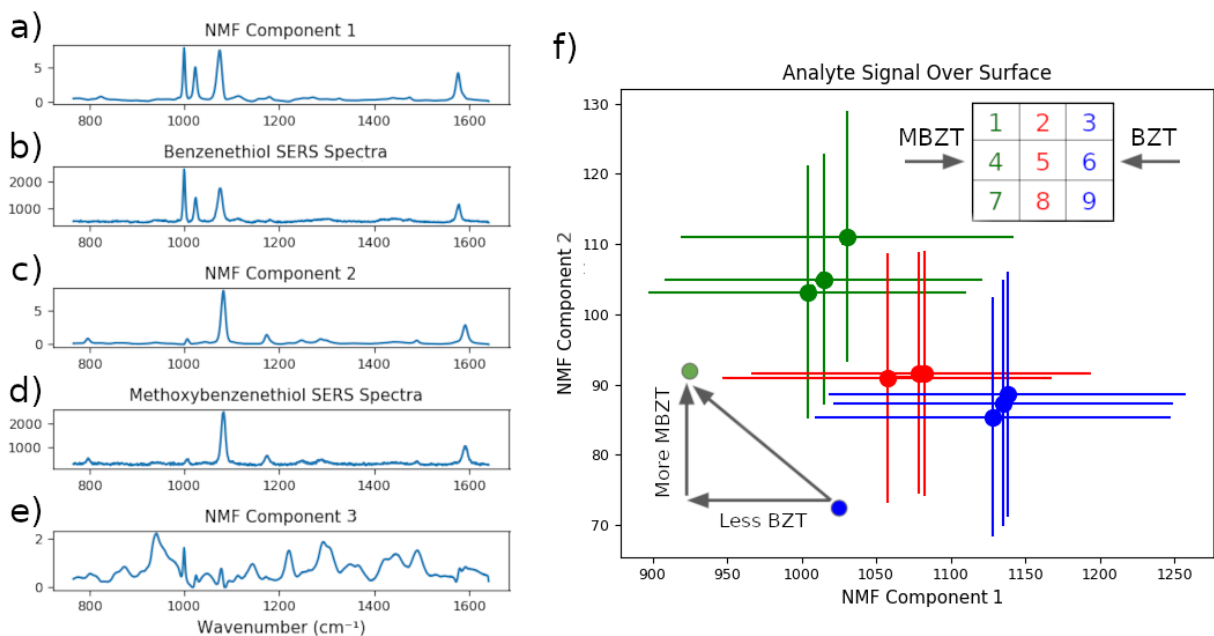 a)
NMF Component 1
5
0
800 1000 1200 1400 1600
b)
Benzenethiol SERS Spectra
2000
1000
800 1000 1200 1400 1600
c)
NMF Component 2
5
0
800 1000 1200 1400 1600
d)
Methoxybenzenethiol SERS Spectra
2000
1000
800 1000 1200 1400 1600
e)
NMF Component 3
2
0
800 1000 1200 1400 1600
Wavenumber (cm⁻¹)
f)
Analyte Signal Over Surface
NMF Component 2
130
120
110
100
90
80
70
MBZT
BZT
1 2 3
4 5 6
7 8 9
More MBZT
Less BZT
900 950 1000 1050 1100 1150 1200 1250
NMF Component 1